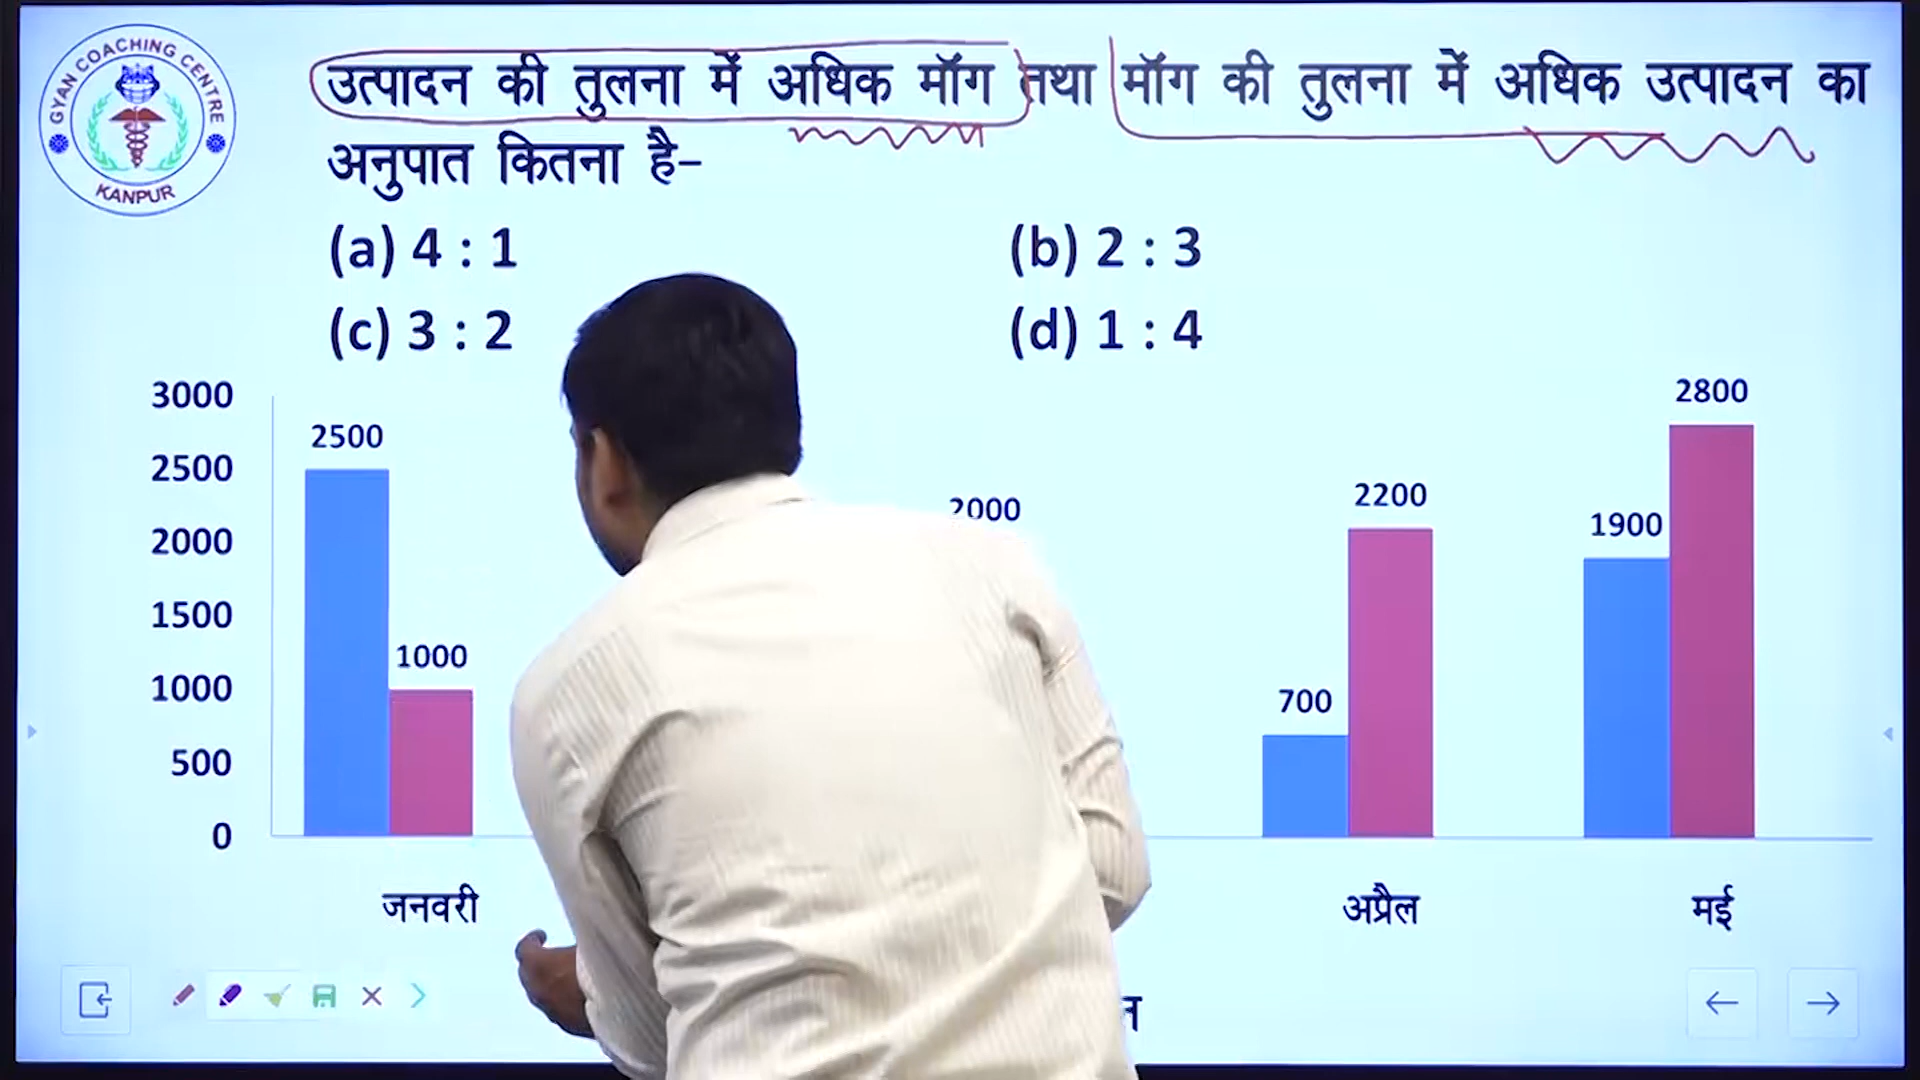 GYAN COACHING CENTRE
KANPUR
उत्पादन की तुलना में अधिक मॉग तथा मॉग की तुलना में अधिक उत्पादन का
अनुपात कितना है–
(a) 4 : 1 (b) 2 : 3
(c) 3 : 2 (d) 1 : 4
3000
2500
2000
1500
1000
500
0
2500
1000
2000
700
2200
1900
2800
जनवरी अप्रैल मई